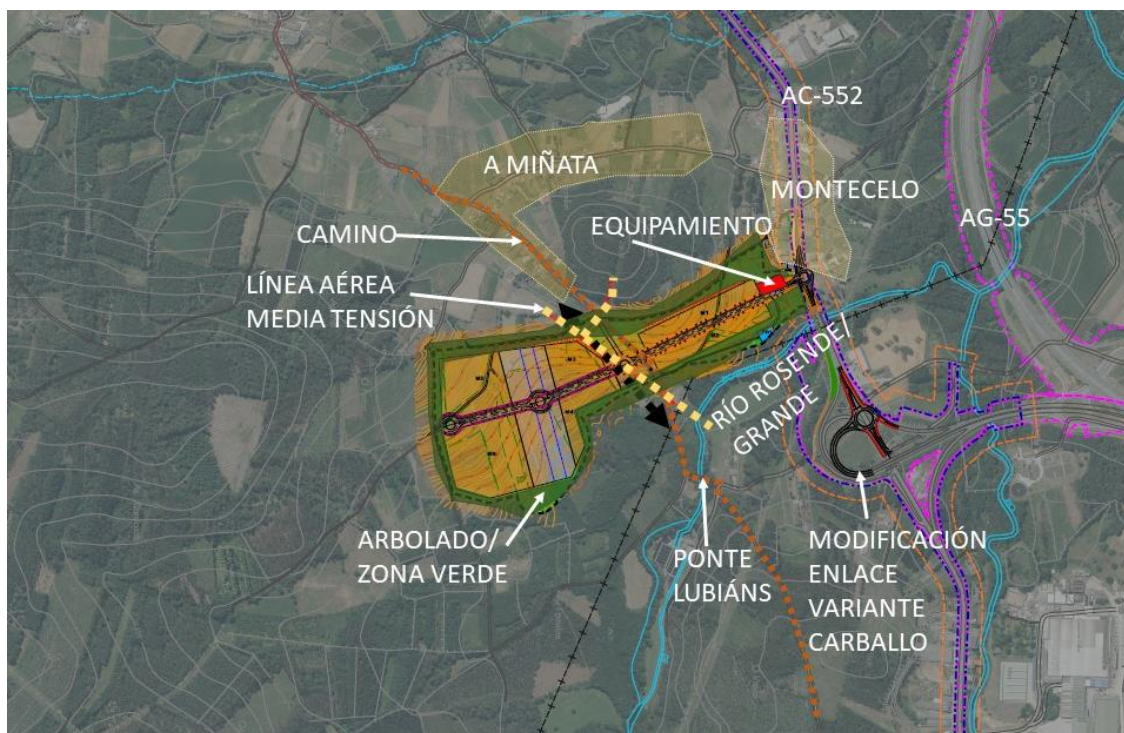 AC-552
A MIÑATA
MONTECELO
AG-55
EQUIPAMIENTO
CAMINO
LÍNEA AÉREA
MEDIA TENSIÓN
RÍO ROSENDE/
GRANDE
ARBOLADO/
ZONA VERDE
PONTE
LUBIÁNS
MODIFICACIÓN
ENLACE
VARIANTE
CARBALLO